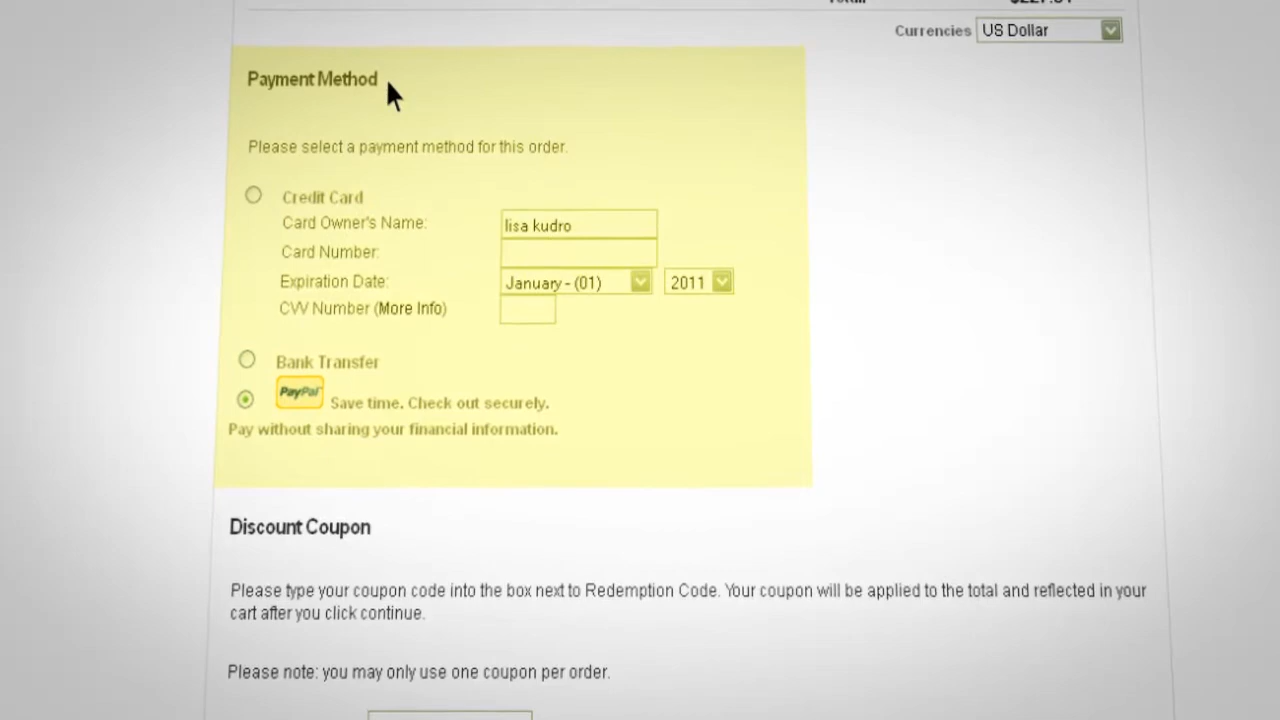 Currencies US Dollar
Payment Method
Please select a payment method for this order.
Credit Card
Card Owner's Name: lisa kudro
Card Number:
Expiration Date: January - (01) 2011
CVV Number (More Info)
Bank Transfer
PayPal Save time. Check out securely.
Pay without sharing your financial information.
Discount Coupon
Please type your coupon code into the box next to Redemption Code. Your coupon will be applied to the total and reflected in your
cart after you click continue.
Please note: you may only use one coupon per order.